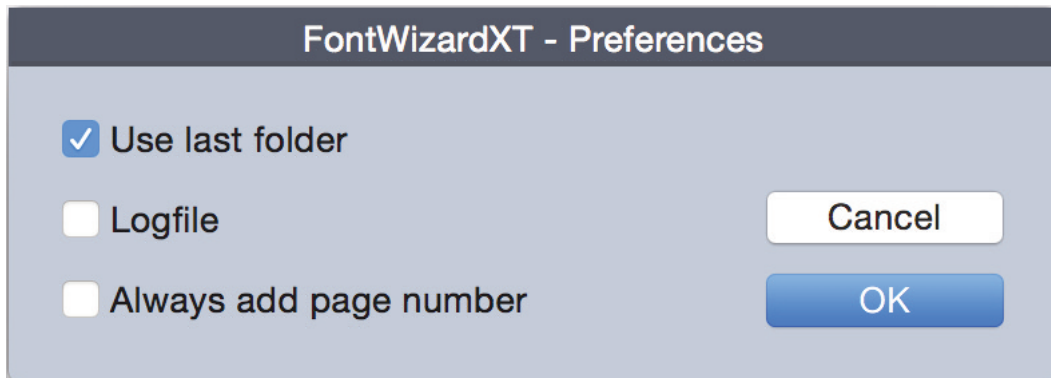 FontWizardXT - Preferences
Use last folder
Logfile
Cancel
Always add page number
OK